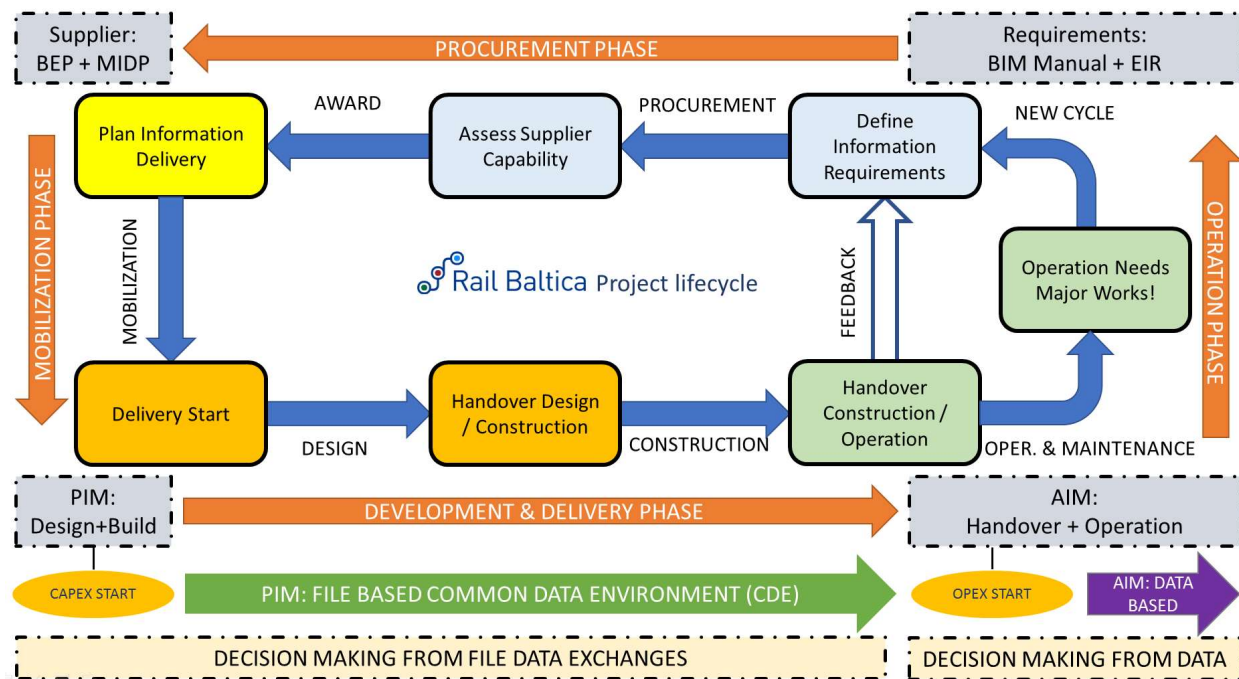 Supplier:
BEP + MIDP
PROCUREMENT PHASE
Requirements:
BIM Manual + EIR
AWARD
PROCUREMENT
NEW CYCLE
Plan Information
Delivery
Assess Supplier
Capability
Define
Information
Requirements
MOBILIZATION PHASE
MOBILIZATION
Rail Baltica Project lifecycle
FEEDBACK
Operation Needs
Major Works!
OPERATION PHASE
Delivery Start
Handover Design
/ Construction
Handover
Construction /
Operation
DESIGN
CONSTRUCTION
OPER. & MAINTENANCE
PIM:
Design+Build
DEVELOPMENT & DELIVERY PHASE
AIM:
Handover + Operation
CAPEX START
PIM: FILE BASED COMMON DATA ENVIRONMENT (CDE)
OPEX START
AIM: DATA
BASED
DECISION MAKING FROM FILE DATA EXCHANGES
DECISION MAKING FROM DATA